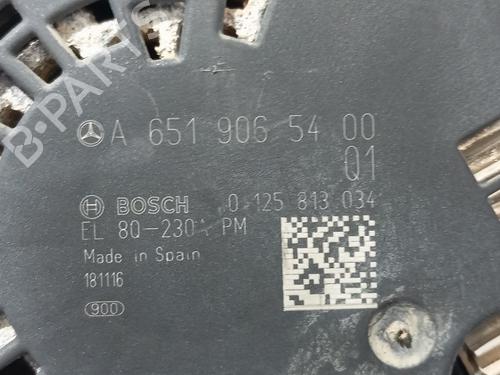 B-PARTS
A 651 906 54 00
Q1
BOSCH 0 125 813 034
EL 8Q-230A PM
Made in Spain
181116
900